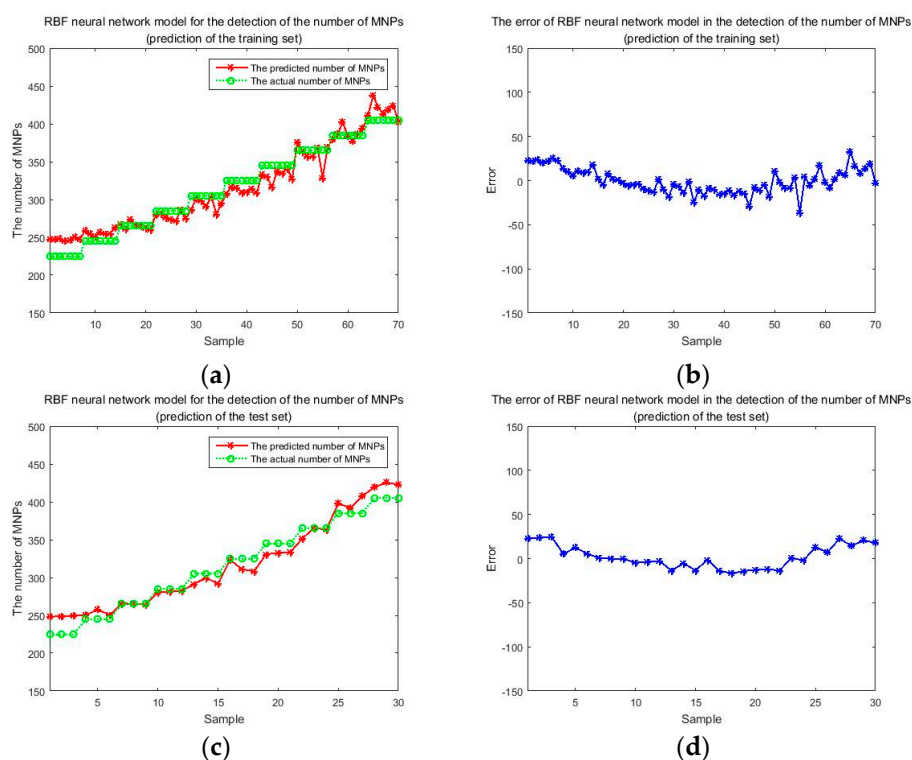 RBF neural network model for the detection of the number of MNPs
(prediction of the training set)
500
450
400
350
300
250
200
150
The number of MNPs
The predicted number of MNPs
The actual number of MNPs
10 20 30 40 50 60 70
Sample
(a)
The error of RBF neural network model in the detection of the number of MNPs
(prediction of the training set)
150
100
50
0
-50
-100
-150
Error
10 20 30 40 50 60 70
Sample
(b)
RBF neural network model for the detection of the number of MNPs
(prediction of the test set)
500
450
400
350
300
250
200
150
The number of MNPs
The predicted number of MNPs
The actual number of MNPs
5 10 15 20 25 30
Sample
(c)
The error of RBF neural network model in the detection of the number of MNPs
(prediction of the test set)
150
100
50
0
-50
-100
-150
Error
5 10 15 20 25 30
Sample
(d)